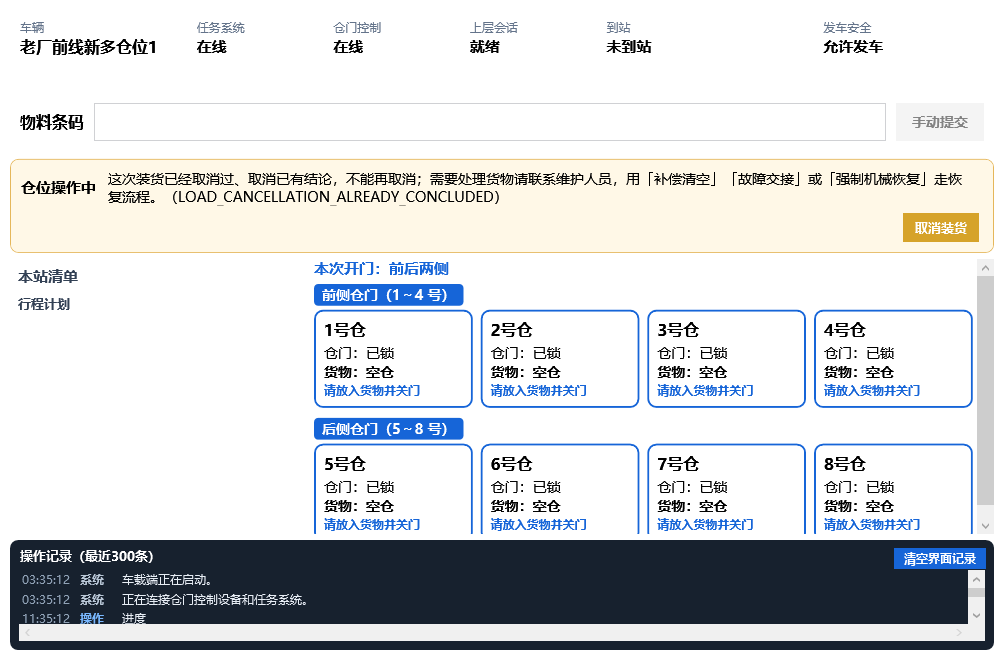 车辆 任务系统 仓门控制 上层会话 到站 发车安全
老厂前线新多仓位1 在线 在线 就绪 未到站 允许发车
物料条码 手动提交
仓位操作中 这次装货已经取消过、取消已有结论，不能再取消；需要处理货物请联系维护人员，用「补偿清空」「故障交接」或「强制机械恢复」走恢
复流程。（LOAD_CANCELLATION_ALREADY_CONCLUDED）
取消装货
本站清单
行程计划
本次开门：前后两侧
前侧仓门（1～4 号）
1号仓 2号仓 3号仓 4号仓
仓门：已锁 仓门：已锁 仓门：已锁 仓门：已锁
货物：空仓 货物：空仓 货物：空仓 货物：空仓
请放入货物并关门 请放入货物并关门 请放入货物并关门 请放入货物并关门
后侧仓门（5～8 号）
5号仓 6号仓 7号仓 8号仓
仓门：已锁 仓门：已锁 仓门：已锁 仓门：已锁
货物：空仓 货物：空仓 货物：空仓 货物：空仓
请放入货物并关门 请放入货物并关门 请放入货物并关门 请放入货物并关门
操作记录（最近300条） 清空界面记录
03:35:12 系统 车载端正在启动。
03:35:12 系统 正在连接仓门控制设备和任务系统。
11:35:12 操作 进度